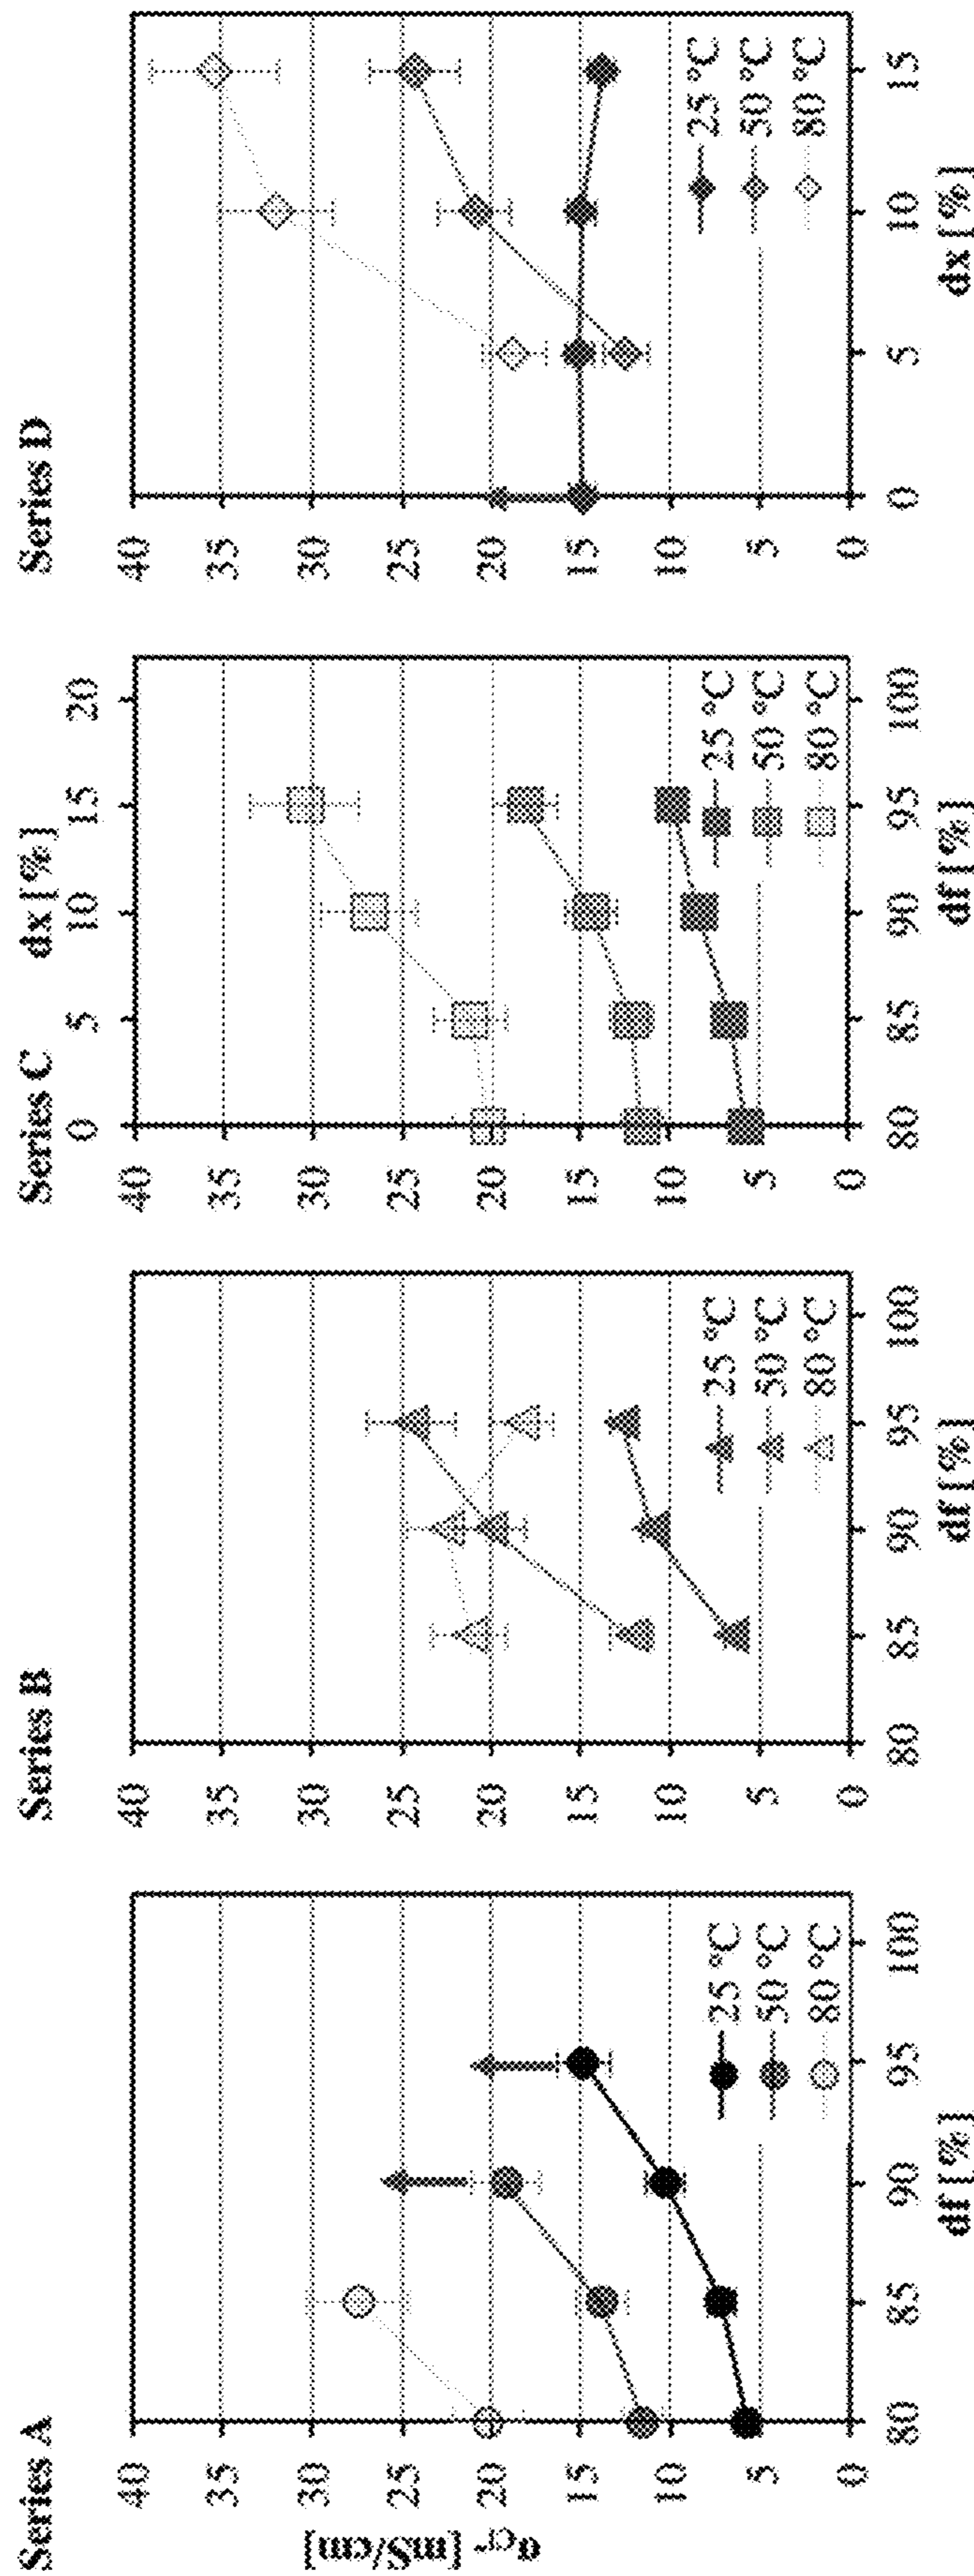 Series A
σCl- [mS/cm]
40
35
30
25
20
15
10
5
0
25 °C
50 °C
80 °C
80 85 90 95 100
df [%]
Series B
40
35
30
25
20
15
10
5
0
25 °C
50 °C
80 °C
80 85 90 95 100
df [%]
Series C
dx [%]
0 5 10 15 20
40
35
30
25
20
15
10
5
0
25 °C
50 °C
80 °C
80 85 90 95 100
df [%]
Series D
40
35
30
25
20
15
10
5
0
25 °C
50 °C
80 °C
0 5 10 15
dx [%]